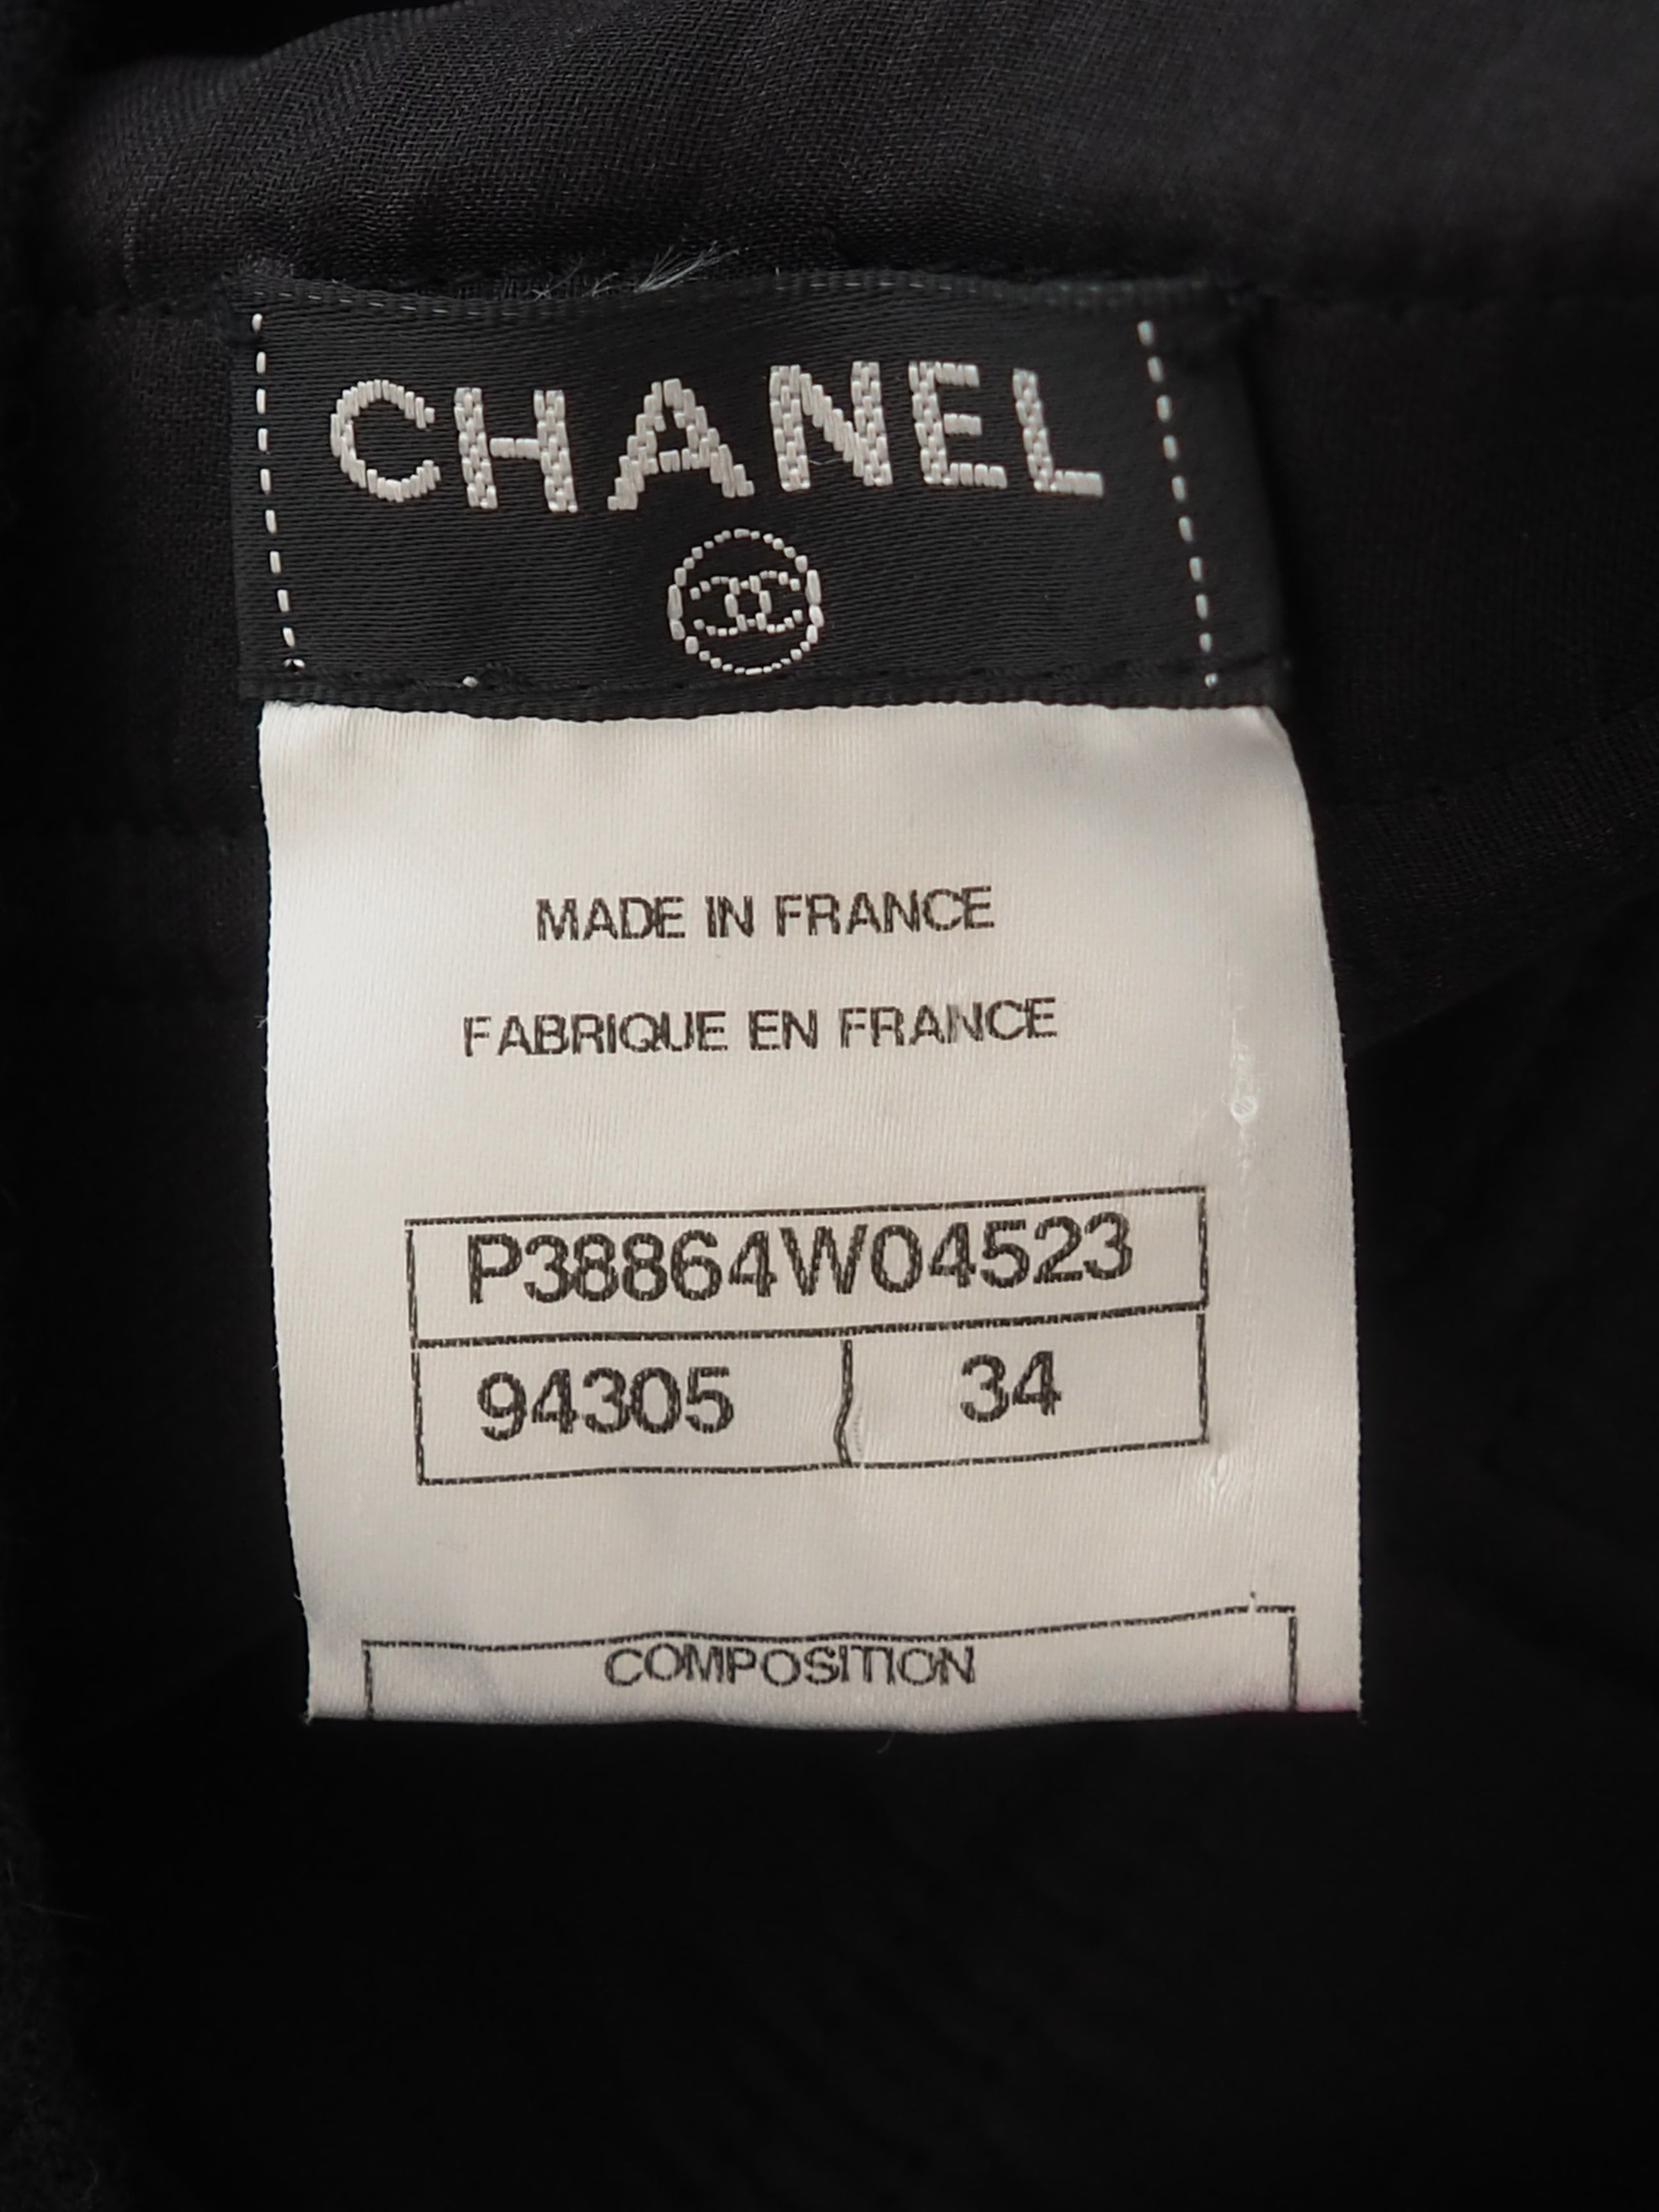 CHANEL
MADE IN FRANCE
FABRIQUE EN FRANCE
P38864W04523
94305 34
COMPOSITION